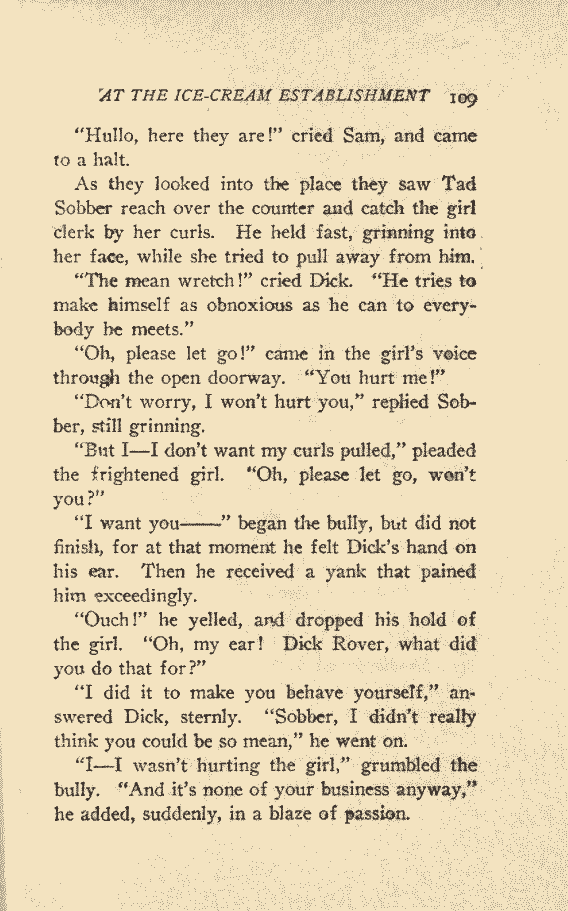 AT THE ICE-CREAM ESTABLISHMENT 109
"Hullo, here they are!" cried Sam, and came
to a halt.
As they looked into the place they saw Tad
Sobber reach over the counter and catch the girl
clerk by her curls. He held fast, grinning into
her face, while she tried to pull away from him.
"The mean wretch!" cried Dick. "He tries to
make himself as obnoxious as he can to every-
body he meets."
"Oh, please let go!" came in the girl's voice
through the open doorway. "You hurt me!"
"Don't worry, I won't hurt you," replied Sob-
ber, still grinning.
"But I—I don't want my curls pulled," pleaded
the frightened girl. "Oh, please let go, won't
you?"
"I want you——" began the bully, but did not
finish, for at that moment he felt Dick's hand on
his ear. Then he received a yank that pained
him exceedingly.
"Ouch!" he yelled, and dropped his hold of
the girl. "Oh, my ear! Dick Rover, what did
you do that for?"
"I did it to make you behave yourself," an-
swered Dick, sternly. "Sobber, I didn't really
think you could be so mean," he went on.
"I—I wasn't hurting the girl," grumbled the
bully. "And it's none of your business anyway,"
he added, suddenly, in a blaze of passion.